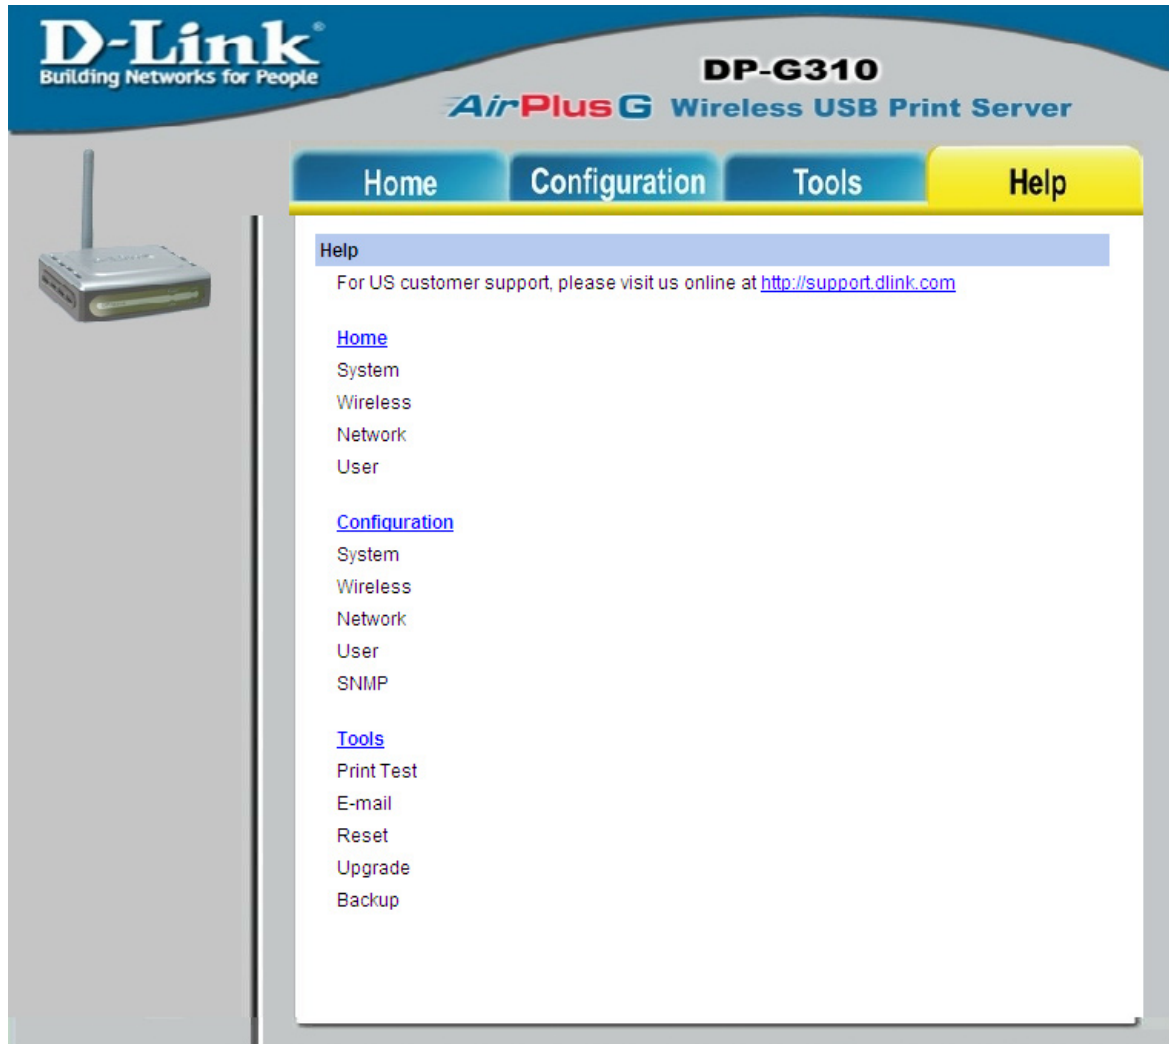 D-Link®
Building Networks for People
DP-G310
AirPlus G Wireless USB Print Server
Home
Configuration
Tools
Help
Help
For US customer support, please visit us online at http://support.dlink.com
Home
System
Wireless
Network
User
Configuration
System
Wireless
Network
User
SNMP
Tools
Print Test
E-mail
Reset
Upgrade
Backup